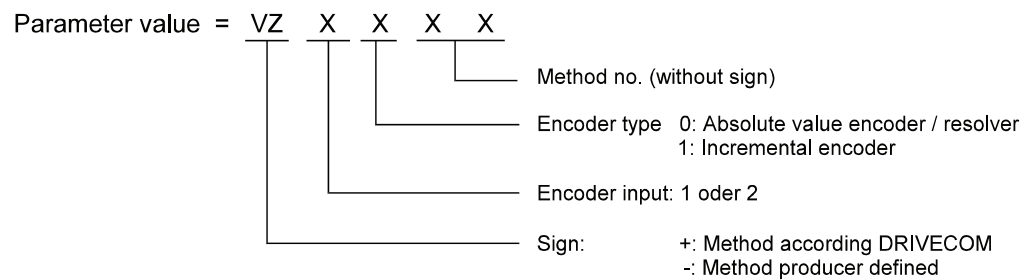 Parameter value = VZ X X X X
Method no. (without sign)
Encoder type 0: Absolute value encoder / resolver
1: Incremental encoder
Encoder input: 1 oder 2
Sign: +: Method according DRIVECOM
-: Method producer defined